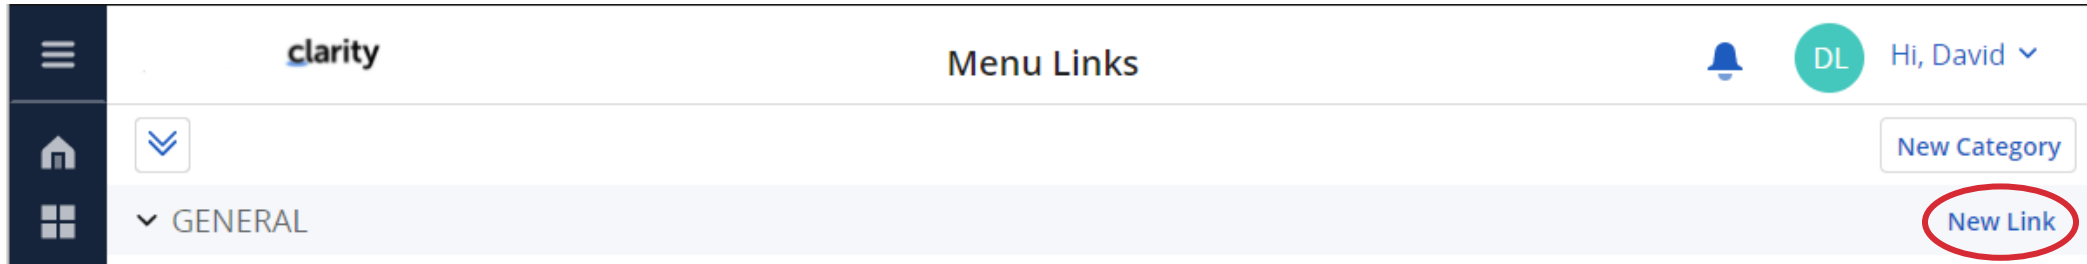 clarity
Menu Links
DL
Hi, David
New Category
GENERAL
New Link